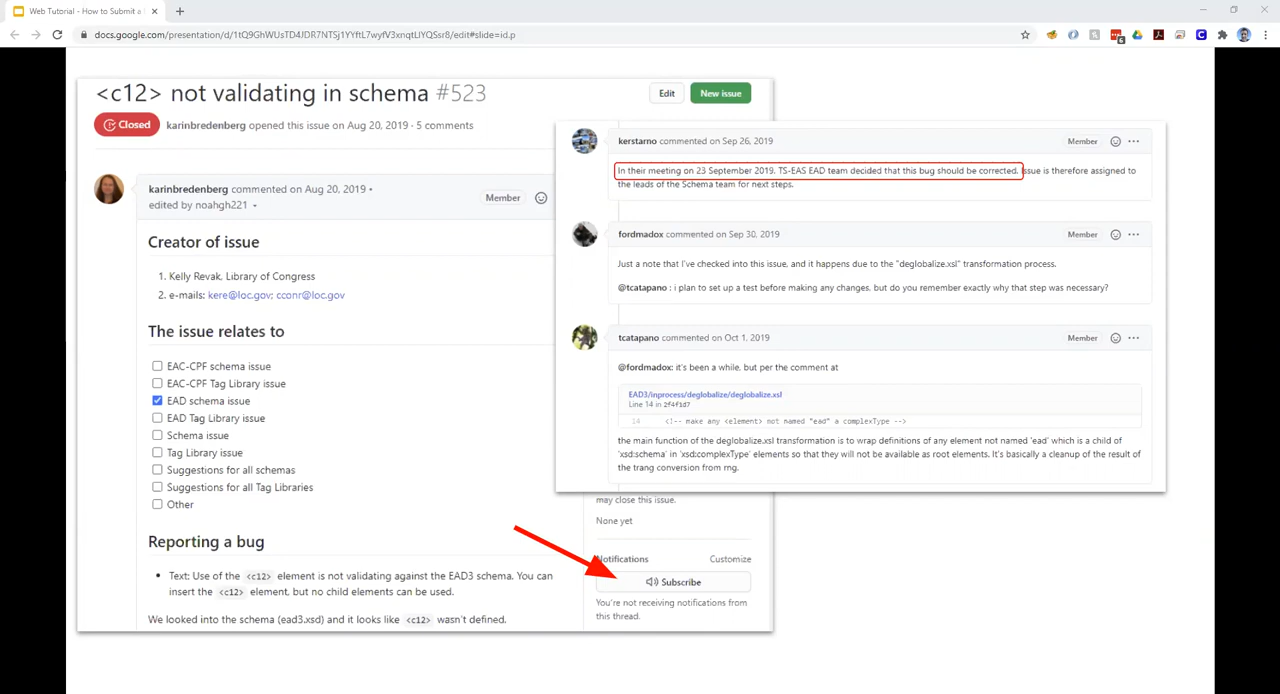 Web Tutorial - How to Submit a
docs.google.com/presentation/d/1tQ9GhWUsTD4JDR7NTSj1YYftL7wyfV3xnqtLlYQSsr8/edit#slide=id.p
6
<c12> not validating in schema #523
Edit
New issue
Closed
karinbredenberg opened this issue on Aug 20, 2019 · 5 comments
karinbredenberg commented on Aug 20, 2019 •
edited by noahgh221
Member
Creator of issue
1. Kelly Revak, Library of Congress
2. e-mails: kere@loc.gov; cconr@loc.gov
The issue relates to
EAC-CPF schema issue
EAC-CPF Tag Library issue
EAD schema issue
EAD Tag Library issue
Schema issue
Tag Library issue
Suggestions for all schemas
Suggestions for all Tag Libraries
Other
Reporting a bug
• Text: Use of the <c12> element is not validating against the EAD3 schema. You can
insert the <c12> element, but no child elements can be used.
We looked into the schema (ead3.xsd) and it looks like <c12> wasn't defined.
kerstarno commented on Sep 26, 2019
Member
In their meeting on 23 September 2019, TS-EAS EAD team decided that this bug should be corrected. Issue is therefore assigned to
the leads of the Schema team for next steps.
fordmadox commented on Sep 30, 2019
Member
Just a note that I've checked into this issue, and it happens due to the "deglobalize.xsl" transformation process.
@tcatapano : i plan to set up a test before making any changes, but do you remember exactly why that step was necessary?
tcatapano commented on Oct 1, 2019
Member
@fordmadox: it's been a while, but per the comment at
EAD3/inprocess/deglobalize/deglobalize.xsl
Line 14 in 2f4f1d7
14 <!-- make any <element> not named "ead" a complexType -->
the main function of the deglobalize.xsl transformation is to wrap definitions of any element not named 'ead' which is a child of
'xsd:schema' in 'xsd:complexType' elements so that they will not be available as root elements. It's basically a cleanup of the result of
the trang conversion from rng.
may close this issue.
None yet
Notifications
Customize
Subscribe
You're not receiving notifications from
this thread.